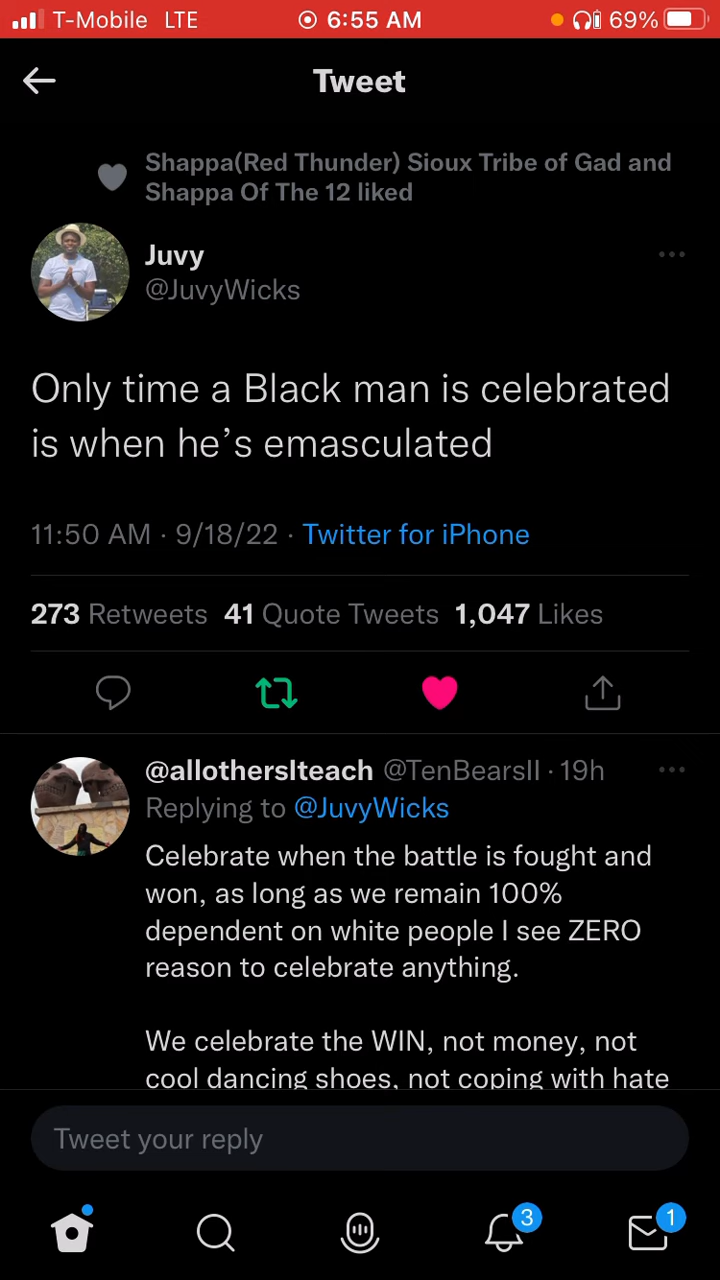 T-Mobile LTE 6:55 AM 69%
Tweet
Shappa(Red Thunder) Sioux Tribe of Gad and
Shappa Of The 12 liked
Juvy
@JuvyWicks
Only time a Black man is celebrated
is when he’s emasculated
11:50 AM · 9/18/22 · Twitter for iPhone
273 Retweets 41 Quote Tweets 1,047 Likes
@allothersIteach @TenBearsII · 19h
Replying to @JuvyWicks
Celebrate when the battle is fought and
won, as long as we remain 100%
dependent on white people I see ZERO
reason to celebrate anything.
We celebrate the WIN, not money, not
cool dancing shoes, not coping with hate
Tweet your reply
3
1